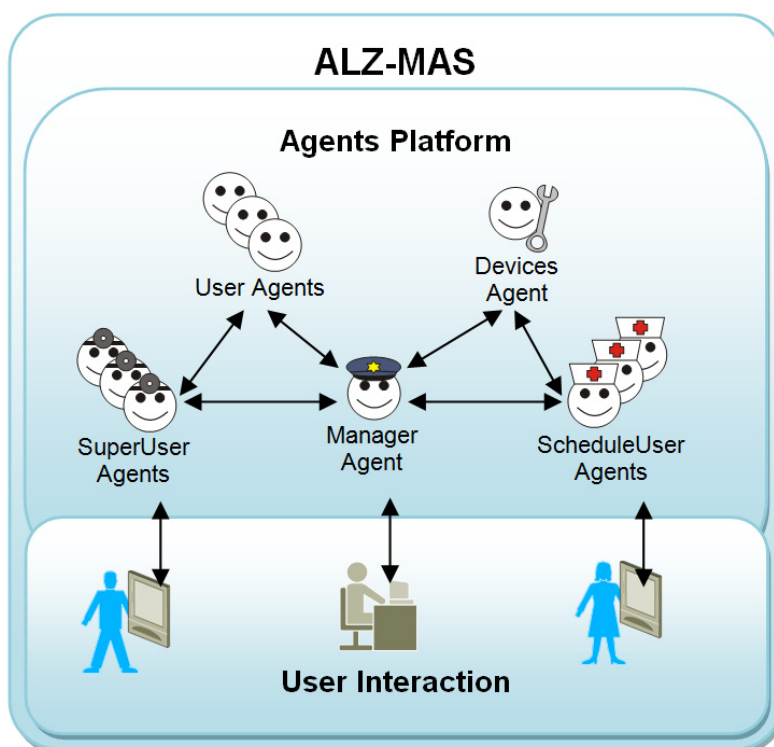 ALZ-MAS
Agents Platform
User Agents
Devices
Agent
SuperUser
Agents
Manager
Agent
ScheduleUser
Agents
User Interaction